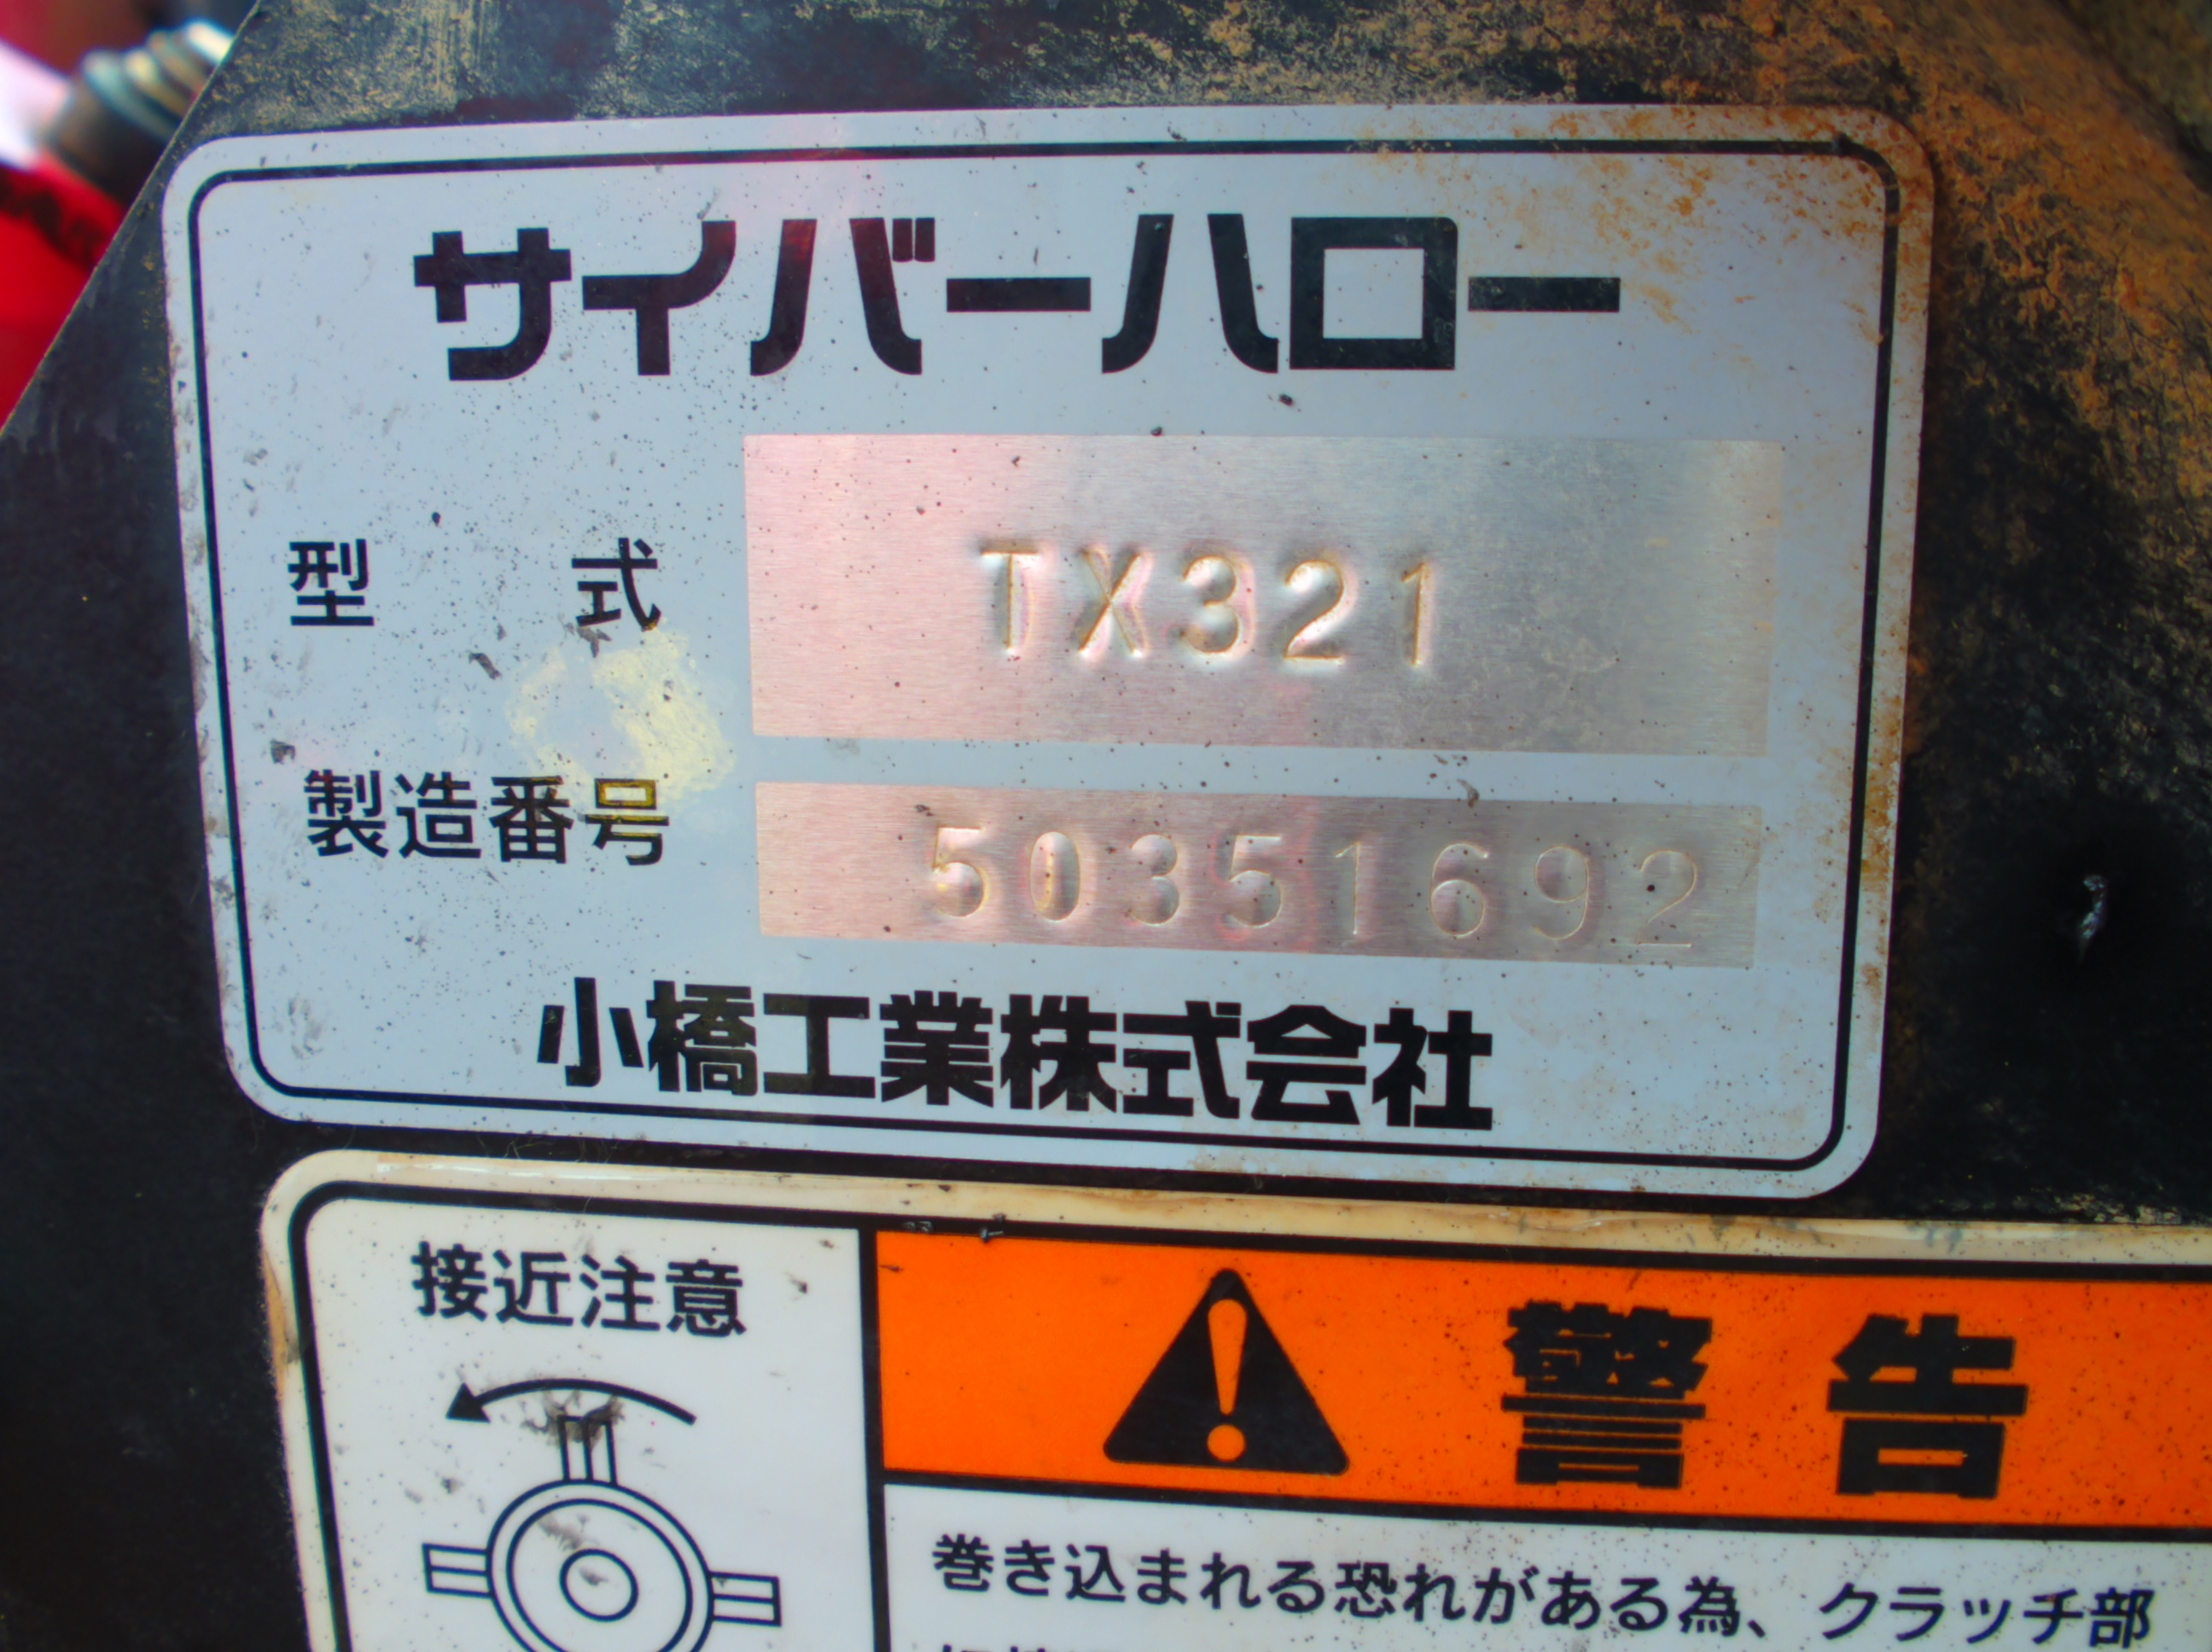 サイバーハロー
型式 TX321
製造番号 50351692
小橋工業株式会社
接近注意
警告
巻き込まれる恐れがある為、クラッチ部